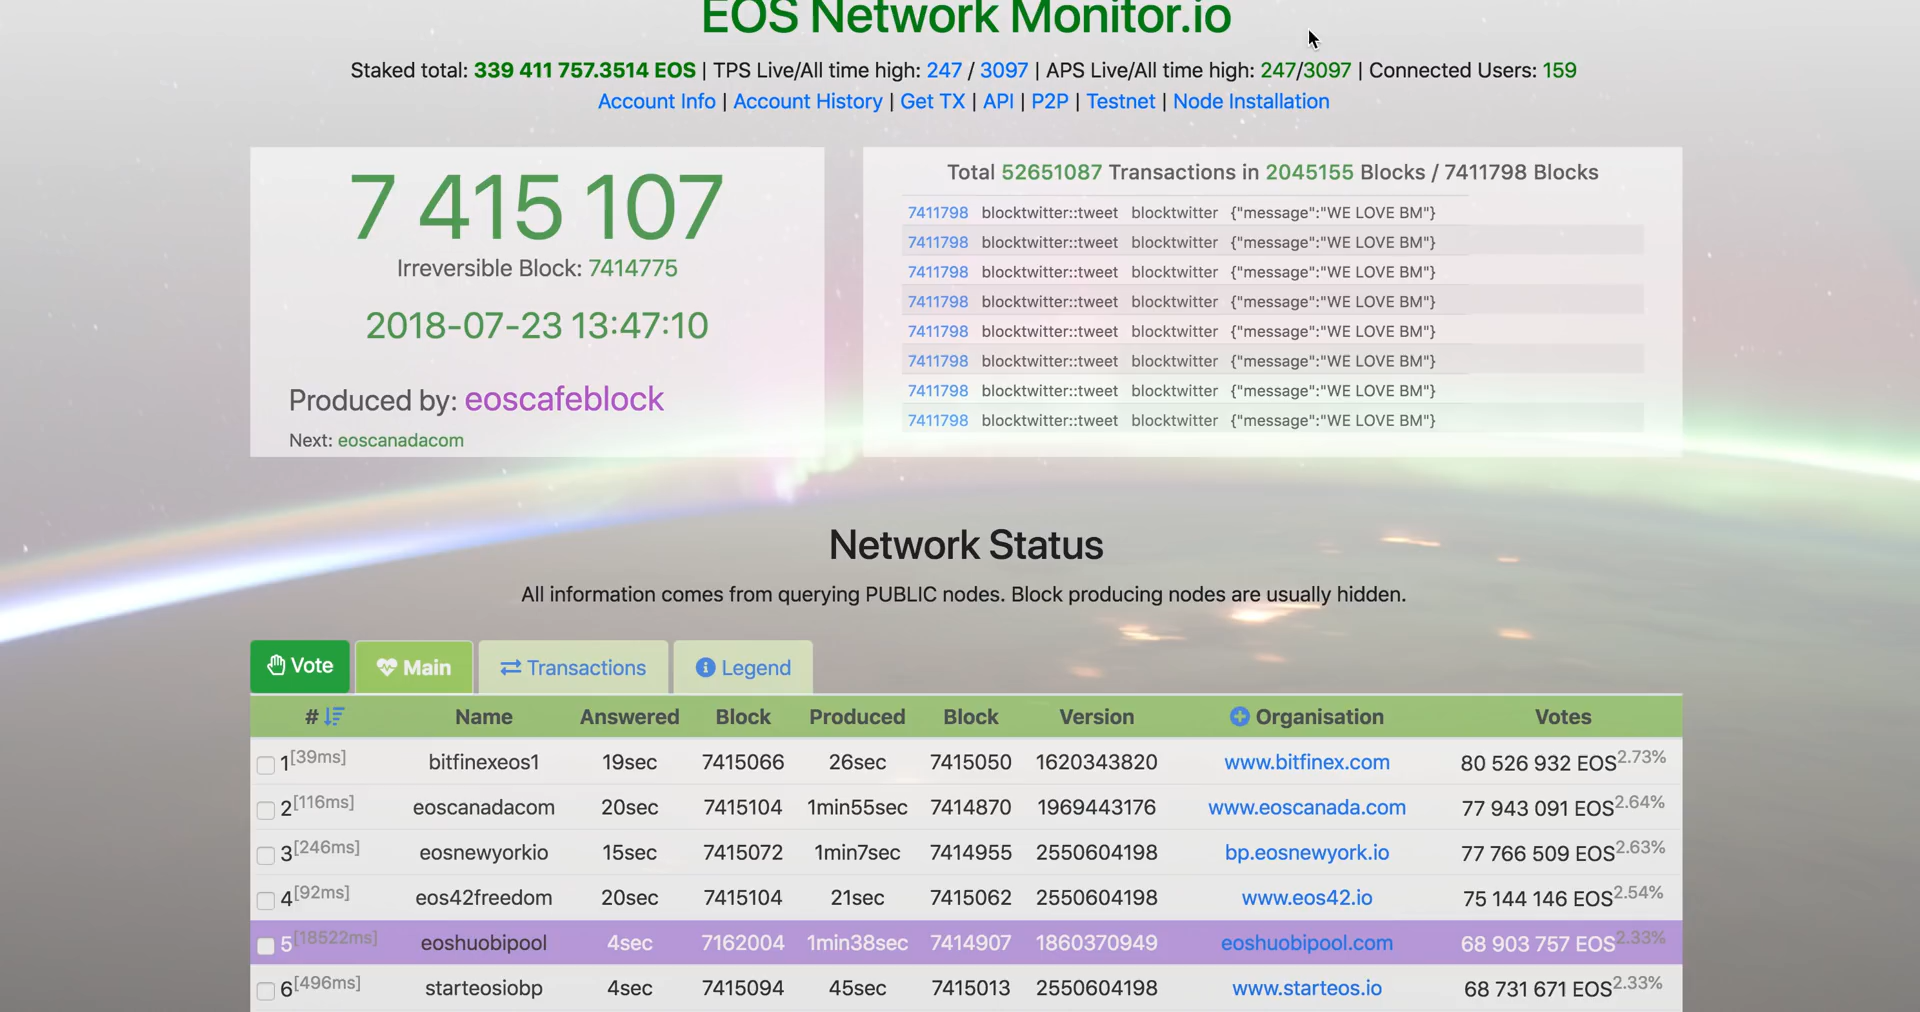 EOS Network Monitor.io
Staked total: 339 411 757.3514 EOS | TPS Live/All time high: 247 / 3097 | APS Live/All time high: 247/3097 | Connected Users: 159
Account Info | Account History | Get TX | API | P2P | Testnet | Node Installation
7 415 107
Irreversible Block: 7414775
2018-07-23 13:47:10
Produced by: eoscafeblock
Next: eoscanadacom
Total 52651087 Transactions in 2045155 Blocks / 7411798 Blocks
7411798 blocktwitter::tweet blocktwitter {"message":"WE LOVE BM"}
7411798 blocktwitter::tweet blocktwitter {"message":"WE LOVE BM"}
7411798 blocktwitter::tweet blocktwitter {"message":"WE LOVE BM"}
7411798 blocktwitter::tweet blocktwitter {"message":"WE LOVE BM"}
7411798 blocktwitter::tweet blocktwitter {"message":"WE LOVE BM"}
7411798 blocktwitter::tweet blocktwitter {"message":"WE LOVE BM"}
7411798 blocktwitter::tweet blocktwitter {"message":"WE LOVE BM"}
7411798 blocktwitter::tweet blocktwitter {"message":"WE LOVE BM"}
Network Status
All information comes from querying PUBLIC nodes. Block producing nodes are usually hidden.
Vote Main Transactions Legend
# Name Answered Block Produced Block Version Organisation Votes
1[39ms] bitfinexeos1 19sec 7415066 26sec 7415050 1620343820 www.bitfinex.com 80 526 932 EOS2.73%
2[116ms] eoscanadacom 20sec 7415104 1min55sec 7414870 1969443176 www.eoscanada.com 77 943 091 EOS2.64%
3[246ms] eosnewyorkio 15sec 7415072 1min7sec 7414955 2550604198 bp.eosnewyork.io 77 766 509 EOS2.63%
4[92ms] eos42freedom 20sec 7415104 21sec 7415062 2550604198 www.eos42.io 75 144 146 EOS2.54%
5[18522ms] eoshuobipool 4sec 7162004 1min38sec 7414907 1860370949 eoshuobipool.com 68 903 757 EOS2.33%
6[496ms] starteosiobp 4sec 7415094 45sec 7415013 2550604198 www.starteos.io 68 731 671 EOS2.33%